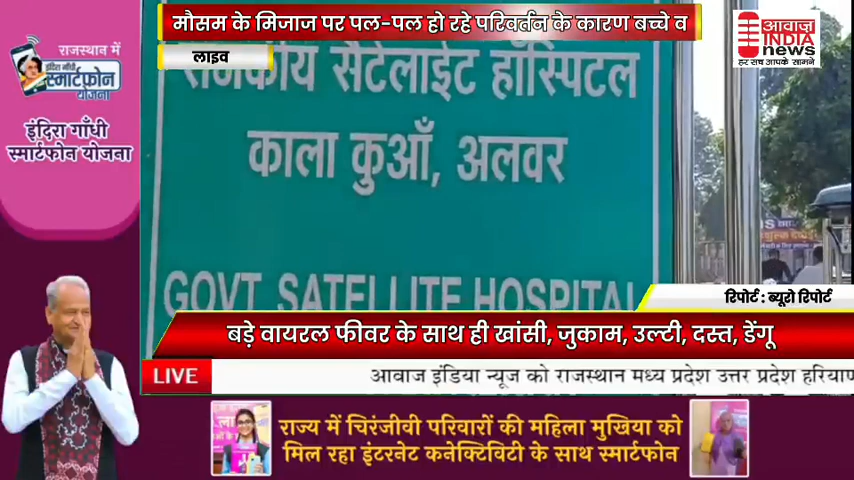 मौसम के मिजाज पर पल-पल हो रहे परिवर्तन के कारण बच्चे व
लाइव
आवाज़
INDIA
news
हर सच आपके सामने
राजस्थान में
इंदिरा गाँधी
स्मार्टफोन
योजना
इंदिरा गाँधी
स्मार्टफोन योजना
राजकीय सैटेलाईट हॉस्पिटल
काला कुआँ, अलवर
GOVT SATELLITE HOSPITAL
रिपोर्ट : ब्यूरो रिपोर्ट
बड़े वायरल फीवर के साथ ही खांसी, जुकाम, उल्टी, दस्त, डेंगू
LIVE
आवाज इंडिया न्यूज को राजस्थान मध्य प्रदेश उत्तर प्रदेश हरियाण
राज्य में चिरंजीवी परिवारों की महिला मुखिया को
मिल रहा इंटरनेट कनेक्टिविटी के साथ स्मार्टफोन